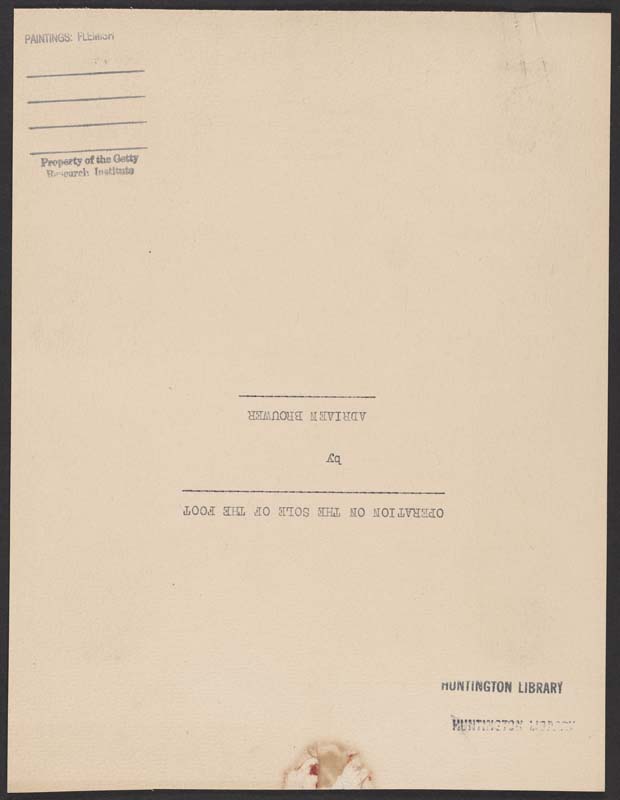 PAINTINGS: FLEMISH
Property of the Getty
Research Institute
OPERATION ON THE SOLE OF THE FOOT
by
ADRIAEN BROUWER
HUNTINGTON LIBRARY
HUNTINGTON LIBRARY